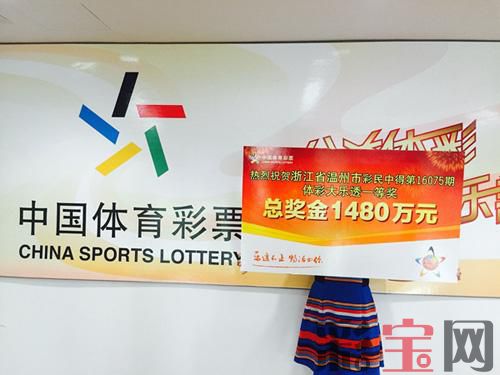 中国体育彩票
CHINA SPORTS LOTTERY
中国体育彩票
热烈祝贺浙江省温州市彩民中得第16075期
体彩大乐透一等奖
总奖金1480万元
宝网